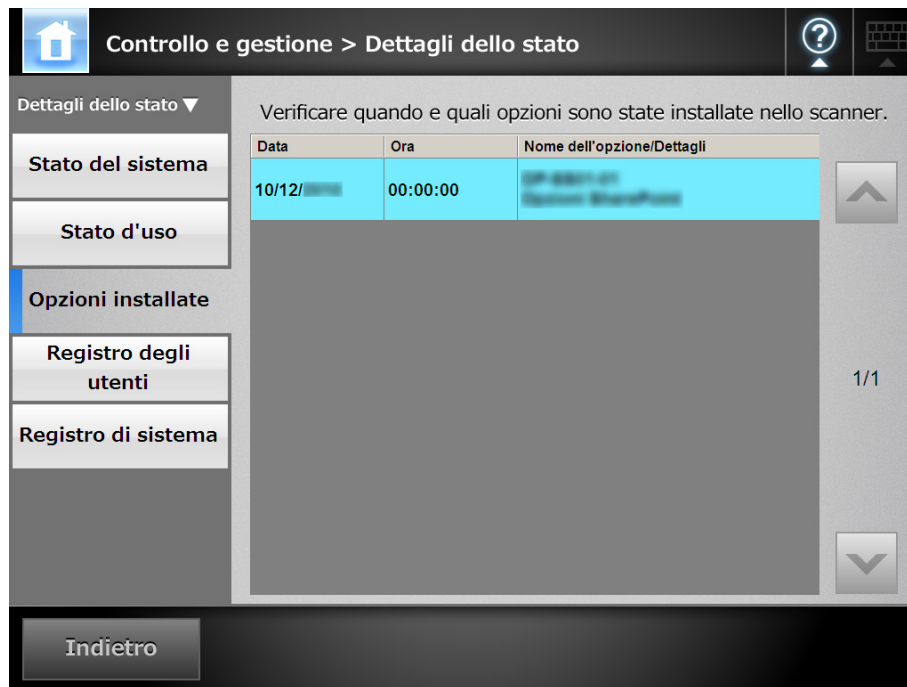 Controllo e gestione > Dettagli dello stato
?
Dettagli dello stato ▼
Verificare quando e quali opzioni sono state installate nello scanner.
Stato del sistema
Stato d'uso
Opzioni installate
Registro degli
utenti
Registro di sistema
Data Ora Nome dell'opzione/Dettagli
10/12/ 00:00:00
1/1
Indietro